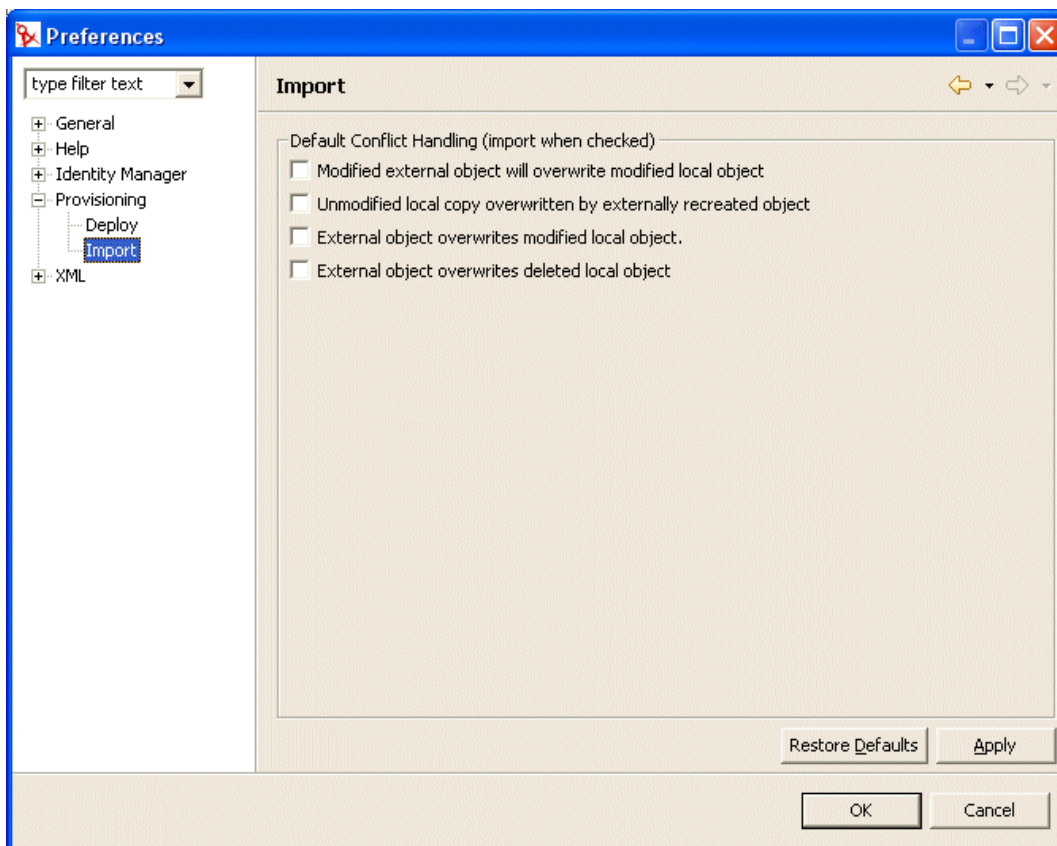 Preferences
type filter text
General
Help
Identity Manager
Provisioning
Deploy
Import
XML
Import
Default Conflict Handling (import when checked)
Modified external object will overwrite modified local object
Unmodified local copy overwritten by externally recreated object
External object overwrites modified local object.
External object overwrites deleted local object
Restore Defaults
Apply
OK
Cancel